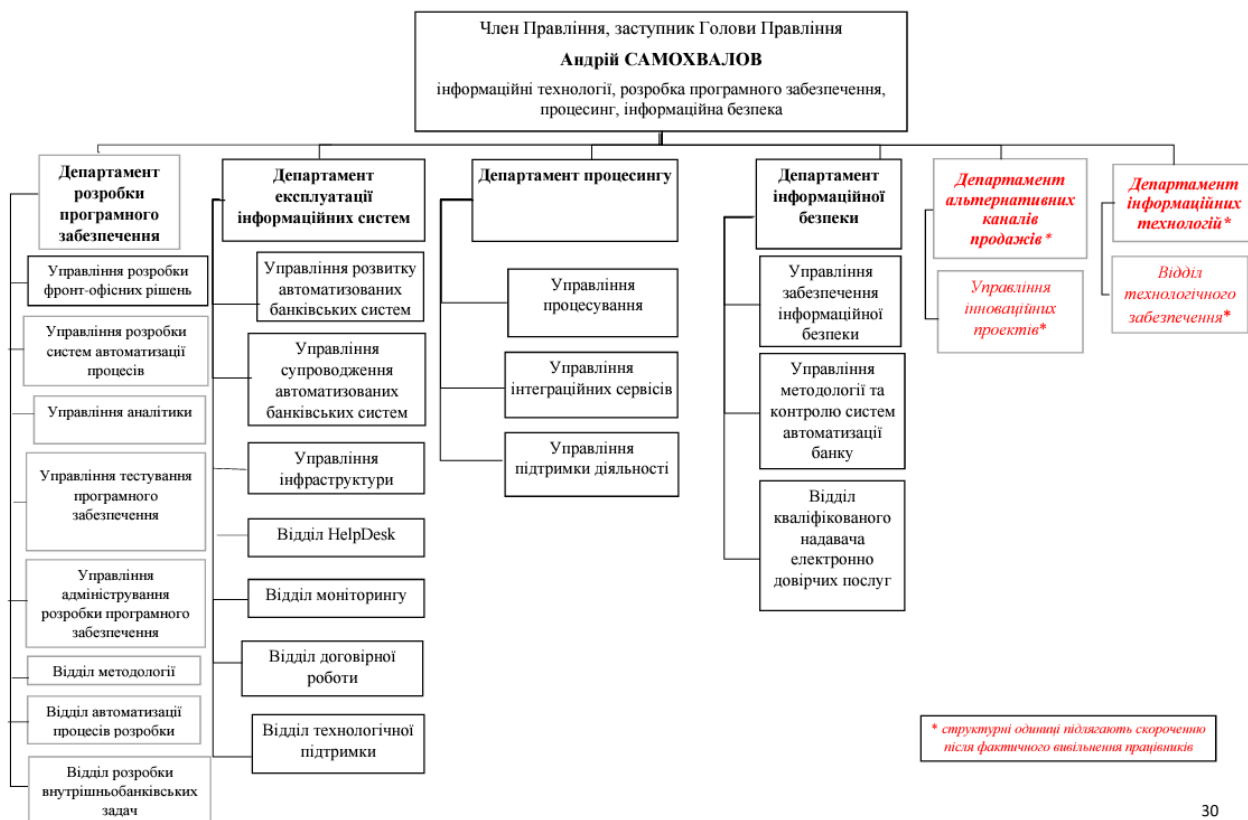 Член Правління, заступник Голови Правління
Андрій САМОХВАЛОВ
інформаційні технології, розробка програмного забезпечення,
процесинг, інформаційна безпека
Департамент
розробки
програмного
забезпечення
Управління розробки
фронт-офісних рішень
Управління розробки
систем автоматизації
процесів
Управління аналітики
Управління тестування
програмного
забезпечення
Управління
адміністрування
розробки програмного
забезпечення
Відділ методології
Відділ автоматизації
процесів розробки
Відділ розробки
внутрішньобанківських
задач
Департамент
експлуатації
інформаційних систем
Управління розвитку
автоматизованих
банківських систем
Управління
супроводження
автоматизованих
банківських систем
Управління
інфраструктури
Відділ HelpDesk
Відділ моніторингу
Відділ договірної
роботи
Відділ технологічної
підтримки
Департамент процесингу
Управління
процесування
Управління
інтеграційних сервісів
Управління
підтримки діяльності
Департамент
інформаційної
безпеки
Управління
забезпечення
інформаційної
безпеки
Управління
методології та
контролю систем
автоматизації
банку
Відділ
кваліфікованого
надавача
електронно
довірчих послуг
Департамент
альтернативних
каналів
продажів*
Управління
інноваційних
проектів*
Департамент
інформаційних
технологій*
Відділ
технологічного
забезпечення*
* структурні одиниці підлягають скороченню
після фактичного вивільнення працівників
30